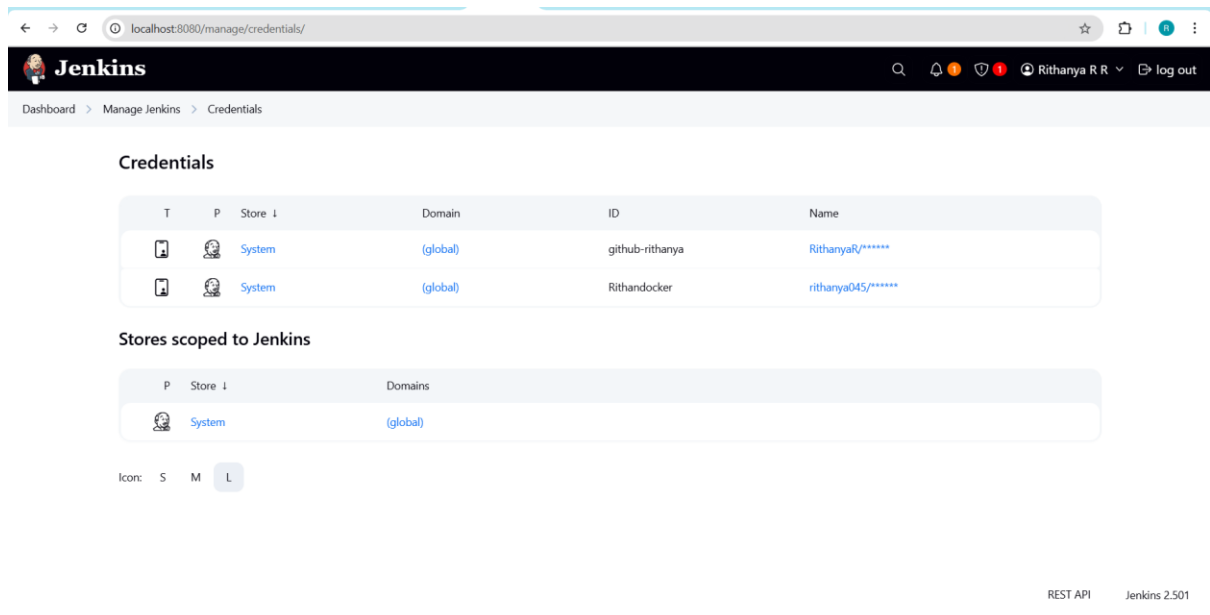 localhost:8080/manage/credentials/
R
Jenkins
1 1 Rithanya R R log out
Dashboard > Manage Jenkins > Credentials
Credentials
T P Store ↓ Domain ID Name
System (global) github-rithanya RithanyaR/******
System (global) Rithandocker rithanya045/******
Stores scoped to Jenkins
P Store ↓ Domains
System (global)
Icon: S M L
REST API Jenkins 2.501